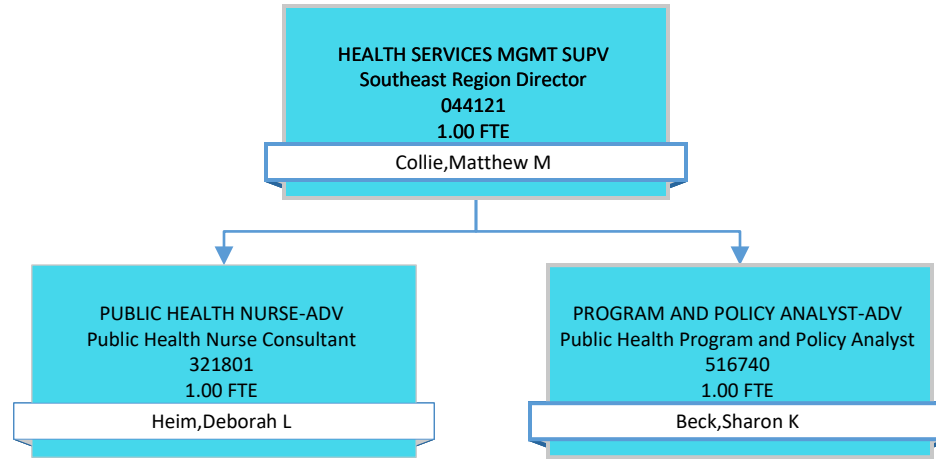 HEALTH SERVICES MGMT SUPV
Southeast Region Director
044121
1.00 FTE
Collie,Matthew M
PUBLIC HEALTH NURSE-ADV
Public Health Nurse Consultant
321801
1.00 FTE
Heim,Deborah L
PROGRAM AND POLICY ANALYST-ADV
Public Health Program and Policy Analyst
516740
1.00 FTE
Beck,Sharon K